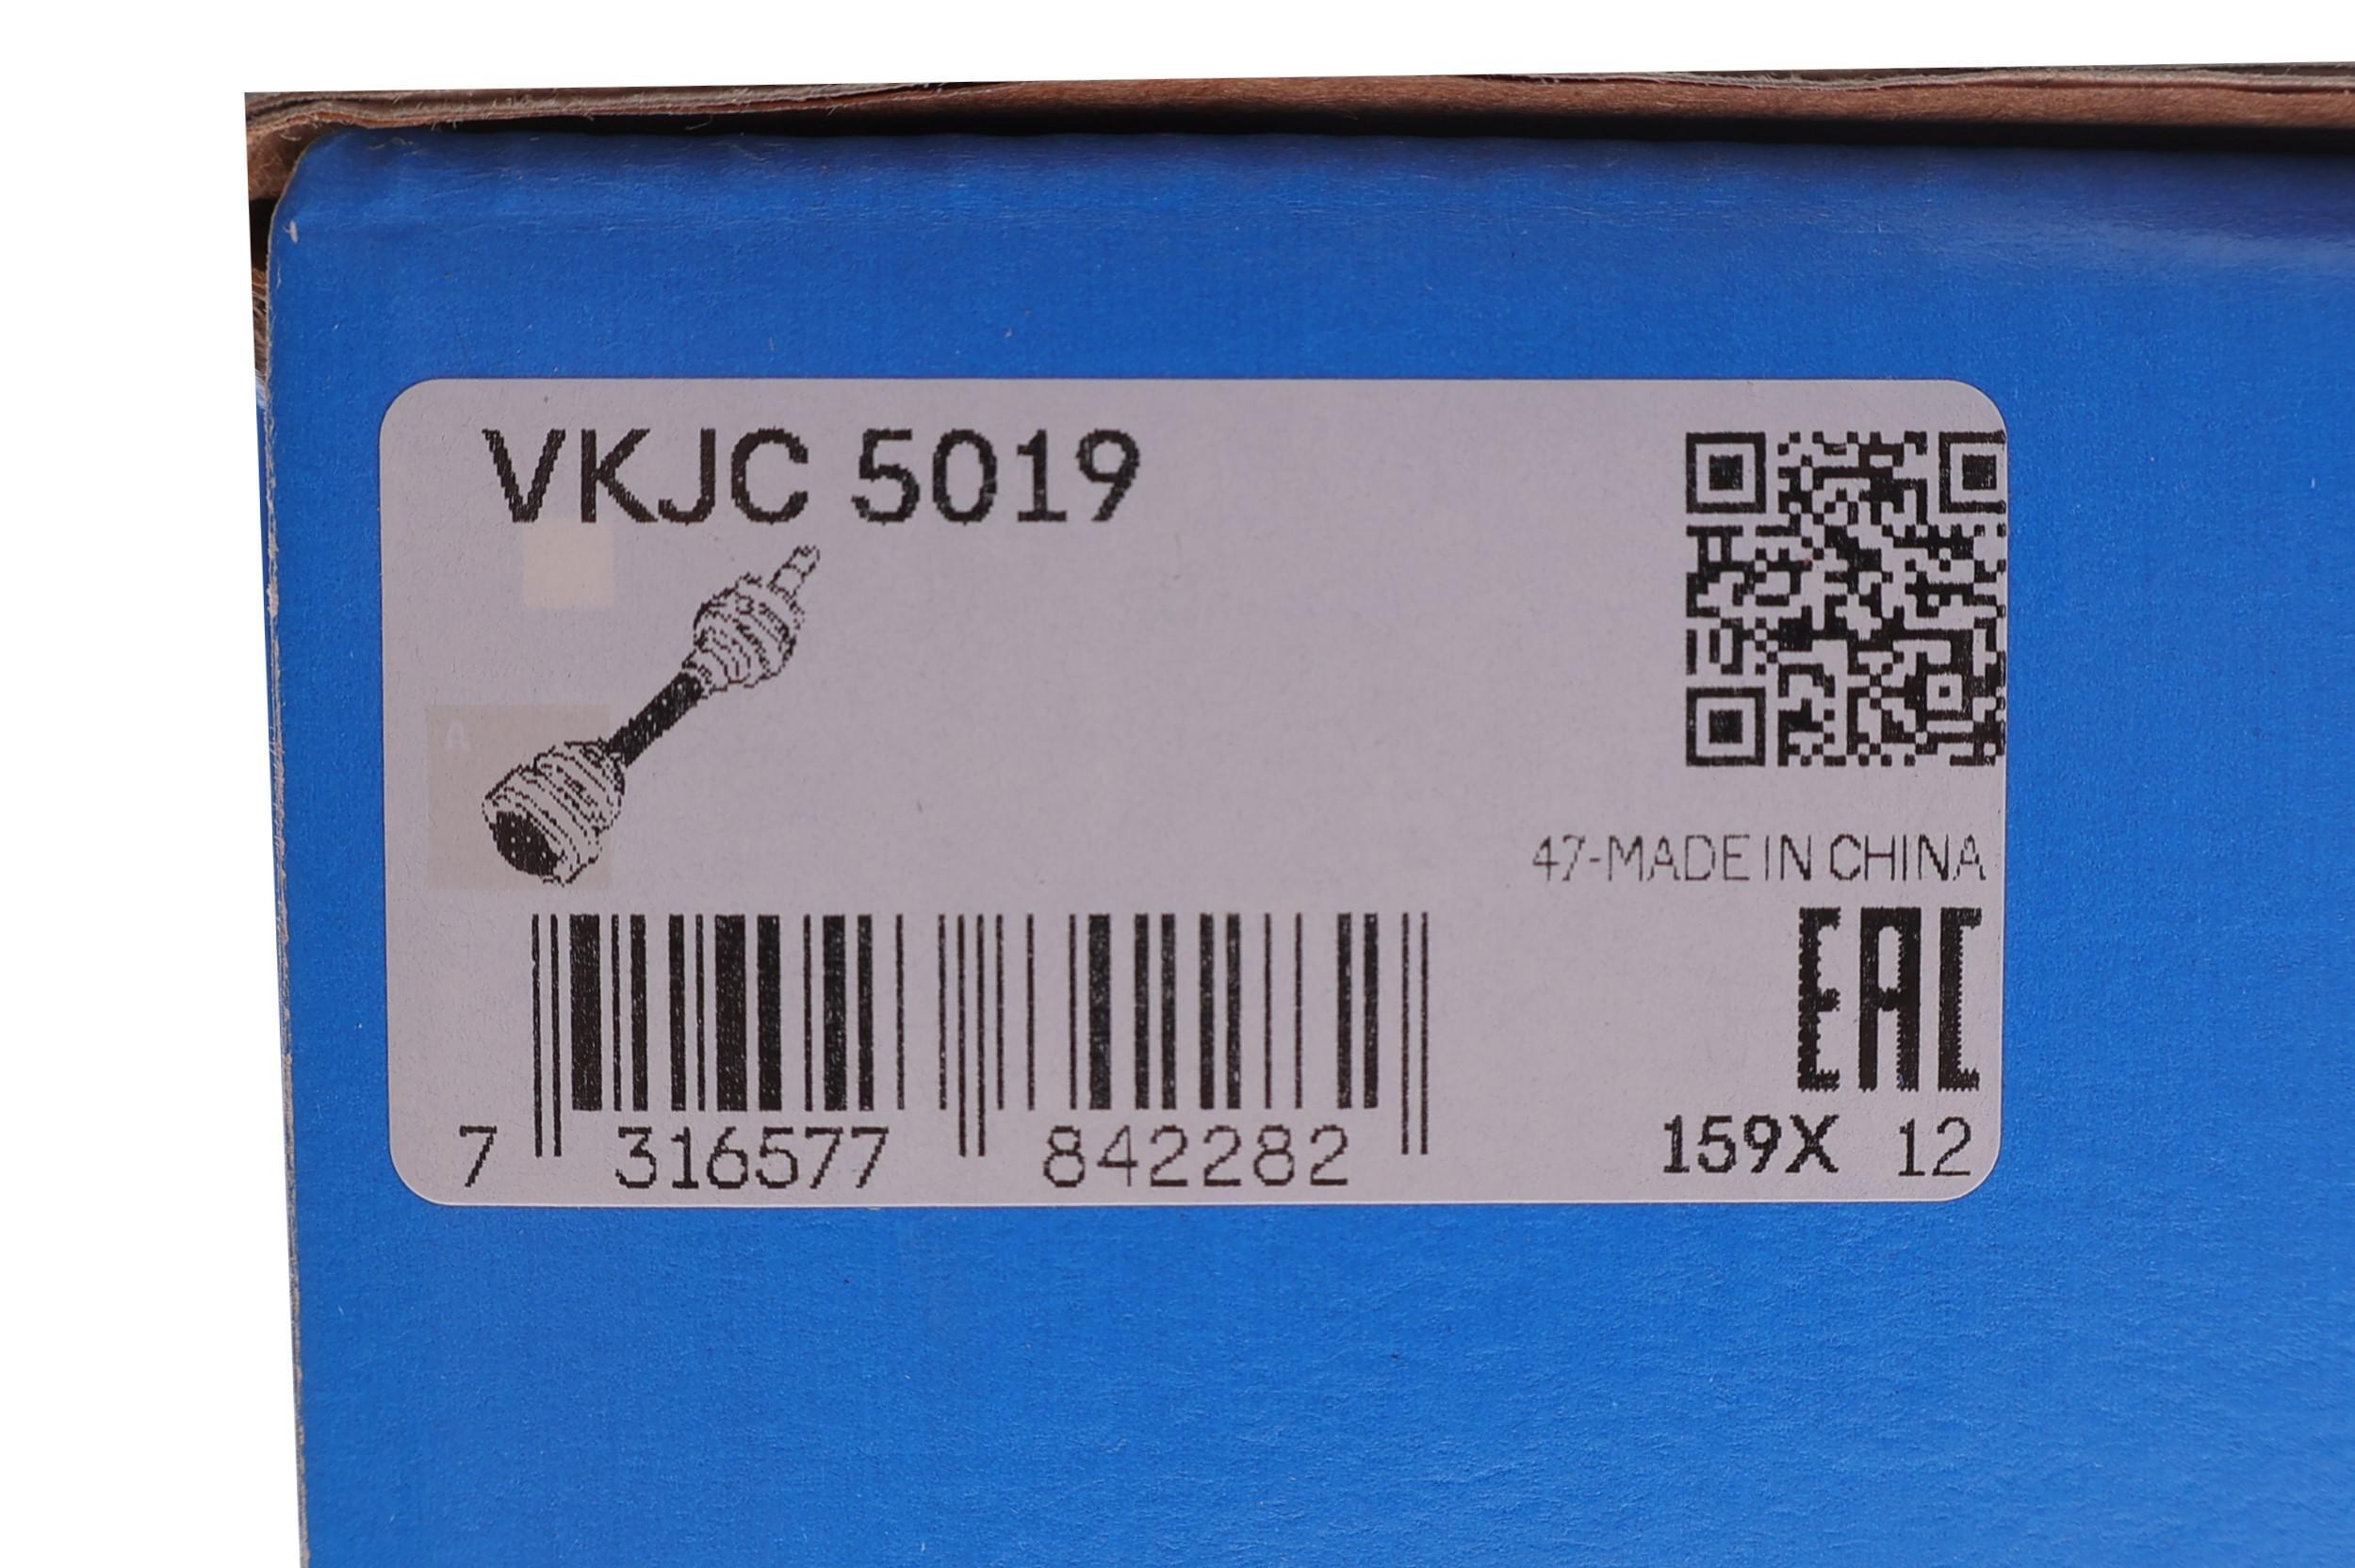 VKJC 5019
47-MADE IN CHINA
EAC
7 316577 842282
159X 12